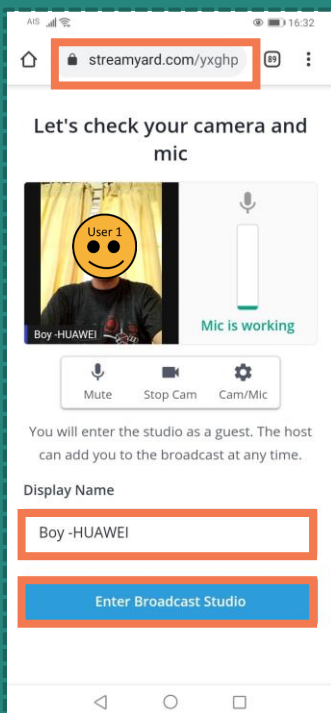 AIS 16:32
streamyard.com/yxghp 89
Let's check your camera and
mic
User 1
Boy -HUAWEI
Mic is working
Mute Stop Cam Cam/Mic
You will enter the studio as a guest. The host
can add you to the broadcast at any time.
Display Name
Boy -HUAWEI
Enter Broadcast Studio